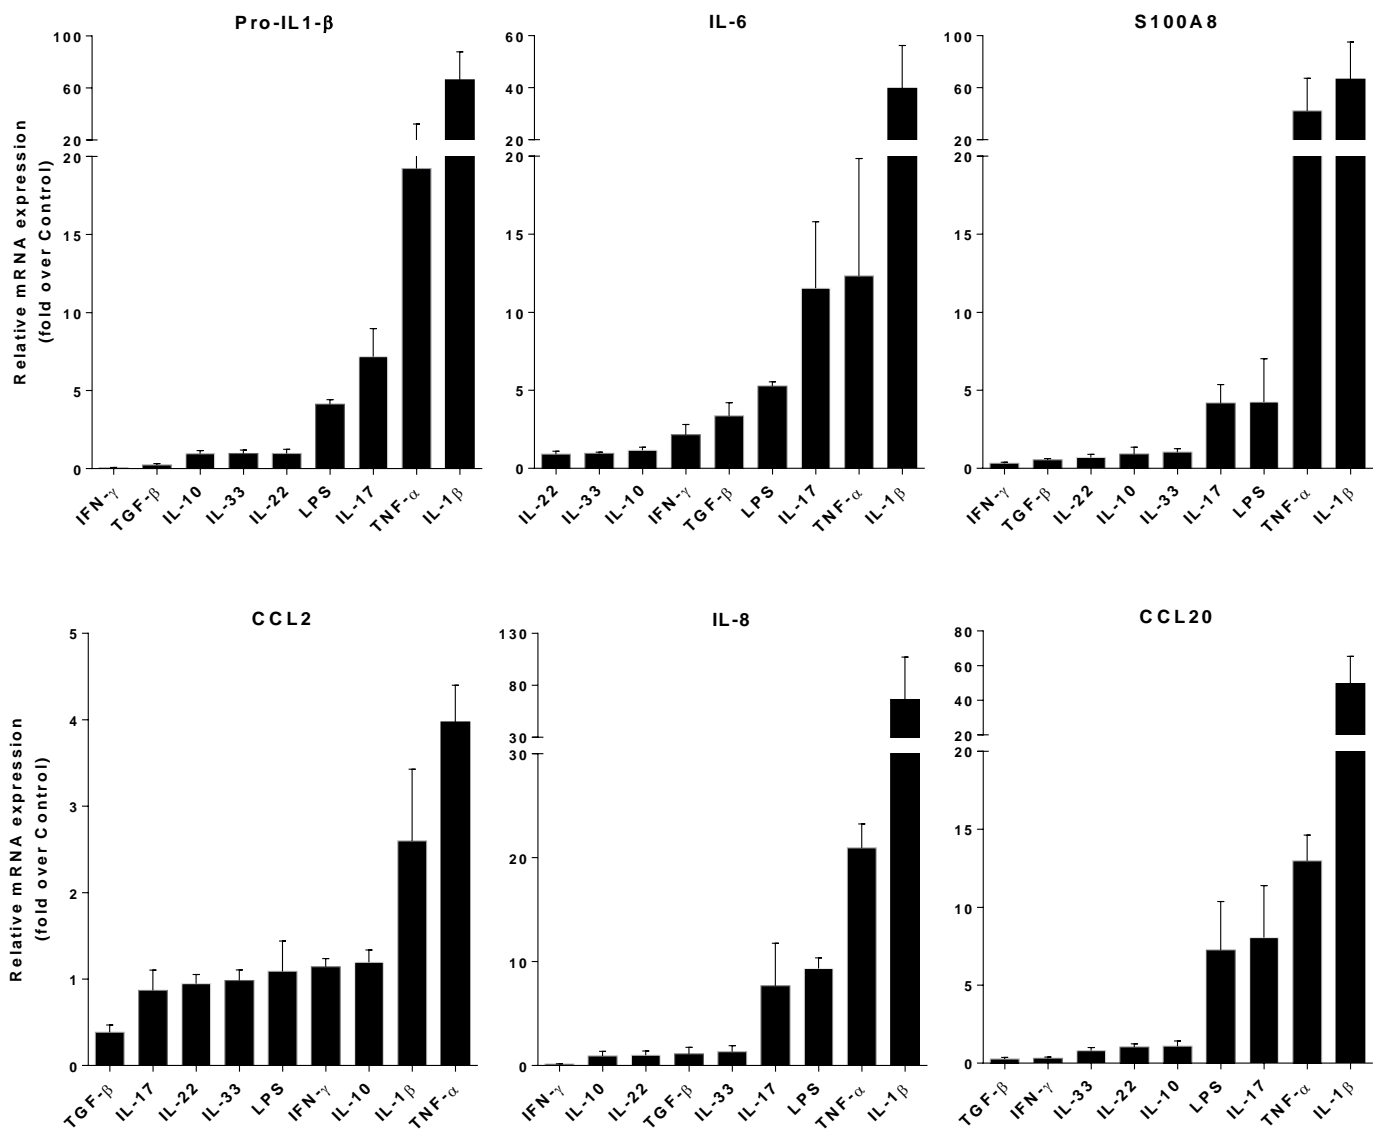 Pro-IL1-β
IL-6
S100A8
Relative mRNA expression
(fold over Control)
100
60
20
20
15
10
5
0
IFN-γ
TGF-β
IL-10
IL-33
IL-22
LPS
IL-17
TNF-α
IL-1β
60
40
20
20
15
10
5
0
IL-22
IL-33
IL-10
IFN-γ
TGF-β
LPS
IL-17
TNF-α
IL-1β
100
60
20
20
15
10
5
0
IFN-γ
TGF-β
IL-22
IL-10
IL-33
IL-17
LPS
TNF-α
IL-1β
CCL2
IL-8
CCL20
Relative mRNA expression
(fold over Control)
5
4
3
2
1
0
TGF-β
IL-17
IL-22
IL-33
LPS
IFN-γ
IL-10
IL-1β
TNF-α
130
80
30
30
20
10
0
IFN-γ
IL-10
IL-22
TGF-β
IL-33
IL-17
LPS
TNF-α
IL-1β
80
60
40
20
20
15
10
5
0
TGF-β
IFN-γ
IL-33
IL-22
IL-10
LPS
IL-17
TNF-α
IL-1β